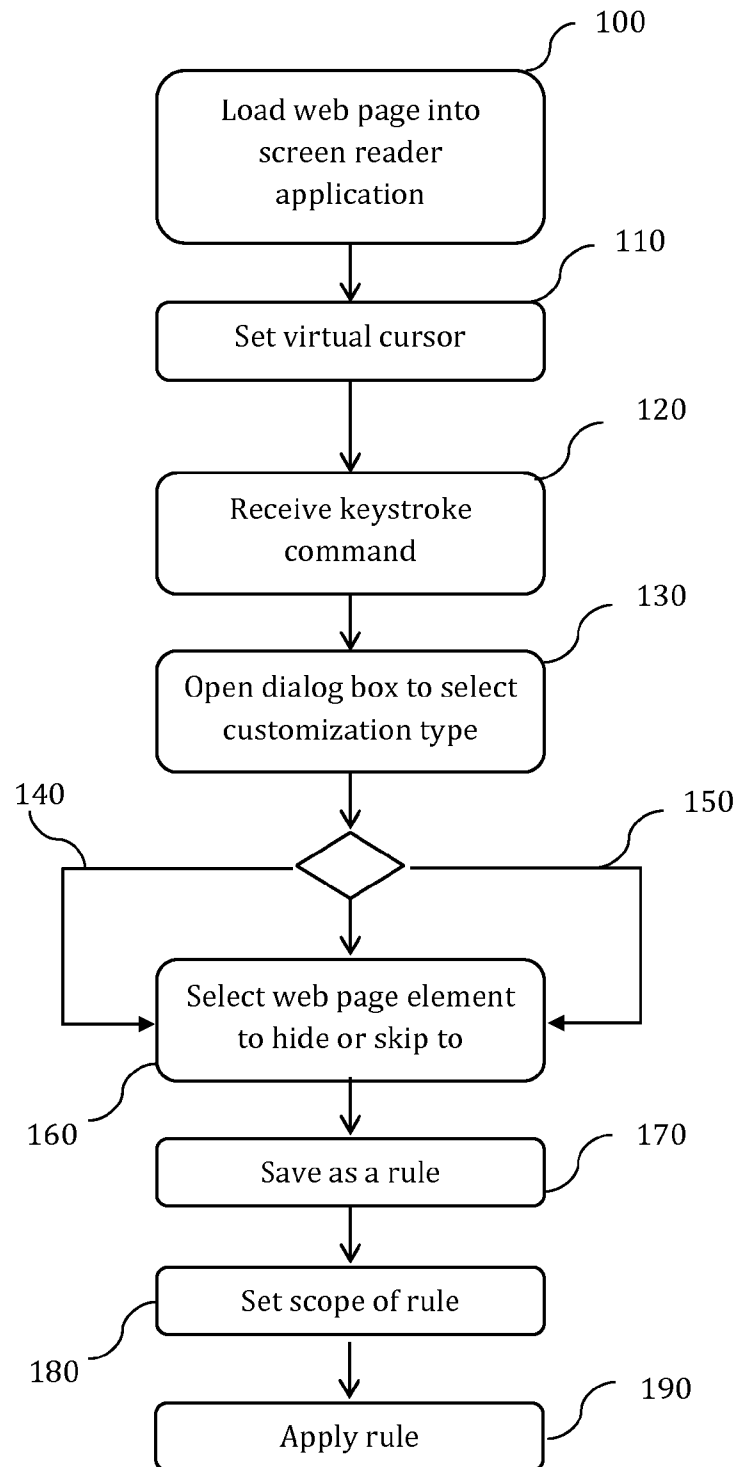 100
Load web page into
screen reader
application
110
Set virtual cursor
120
Receive keystroke
command
130
Open dialog box to select
customization type
140
150
Select web page element
to hide or skip to
160
170
Save as a rule
Set scope of rule
180
190
Apply rule